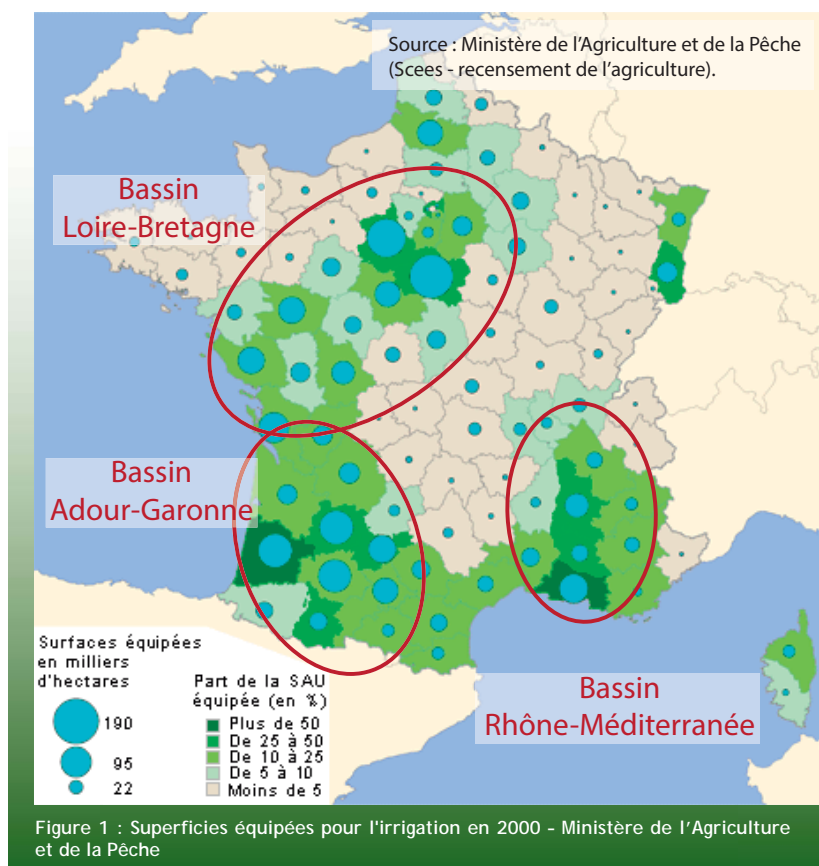 Source : Ministère de l'Agriculture et de la Pêche
(Scees - recensement de l'agriculture).
Bassin
Loire-Bretagne
Bassin
Adour-Garonne
Bassin
Rhône-Méditerranée
Surfaces équipées
en milliers
d'hectares
190
95
22
Part de la SAU
équipée (en %)
Plus de 50
De 25 à 50
De 10 à 25
De 5 à 10
Moins de 5
Figure 1 : Superficies équipées pour l'irrigation en 2000 - Ministère de l'Agriculture
et de la Pêche